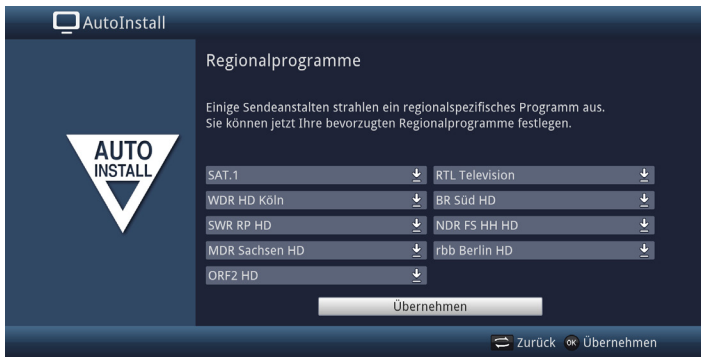 AutoInstall
Regionalprogramme
Einige Sendeanstalten strahlen ein regionalspezifisches Programm aus.
Sie können jetzt Ihre bevorzugten Regionalprogramme festlegen.
AUTO
INSTALL
SAT.1
RTL Television
WDR HD Köln
BR Süd HD
SWR RP HD
NDR FS HH HD
MDR Sachsen HD
rbb Berlin HD
ORF2 HD
Übernehmen
Zurück OK Übernehmen